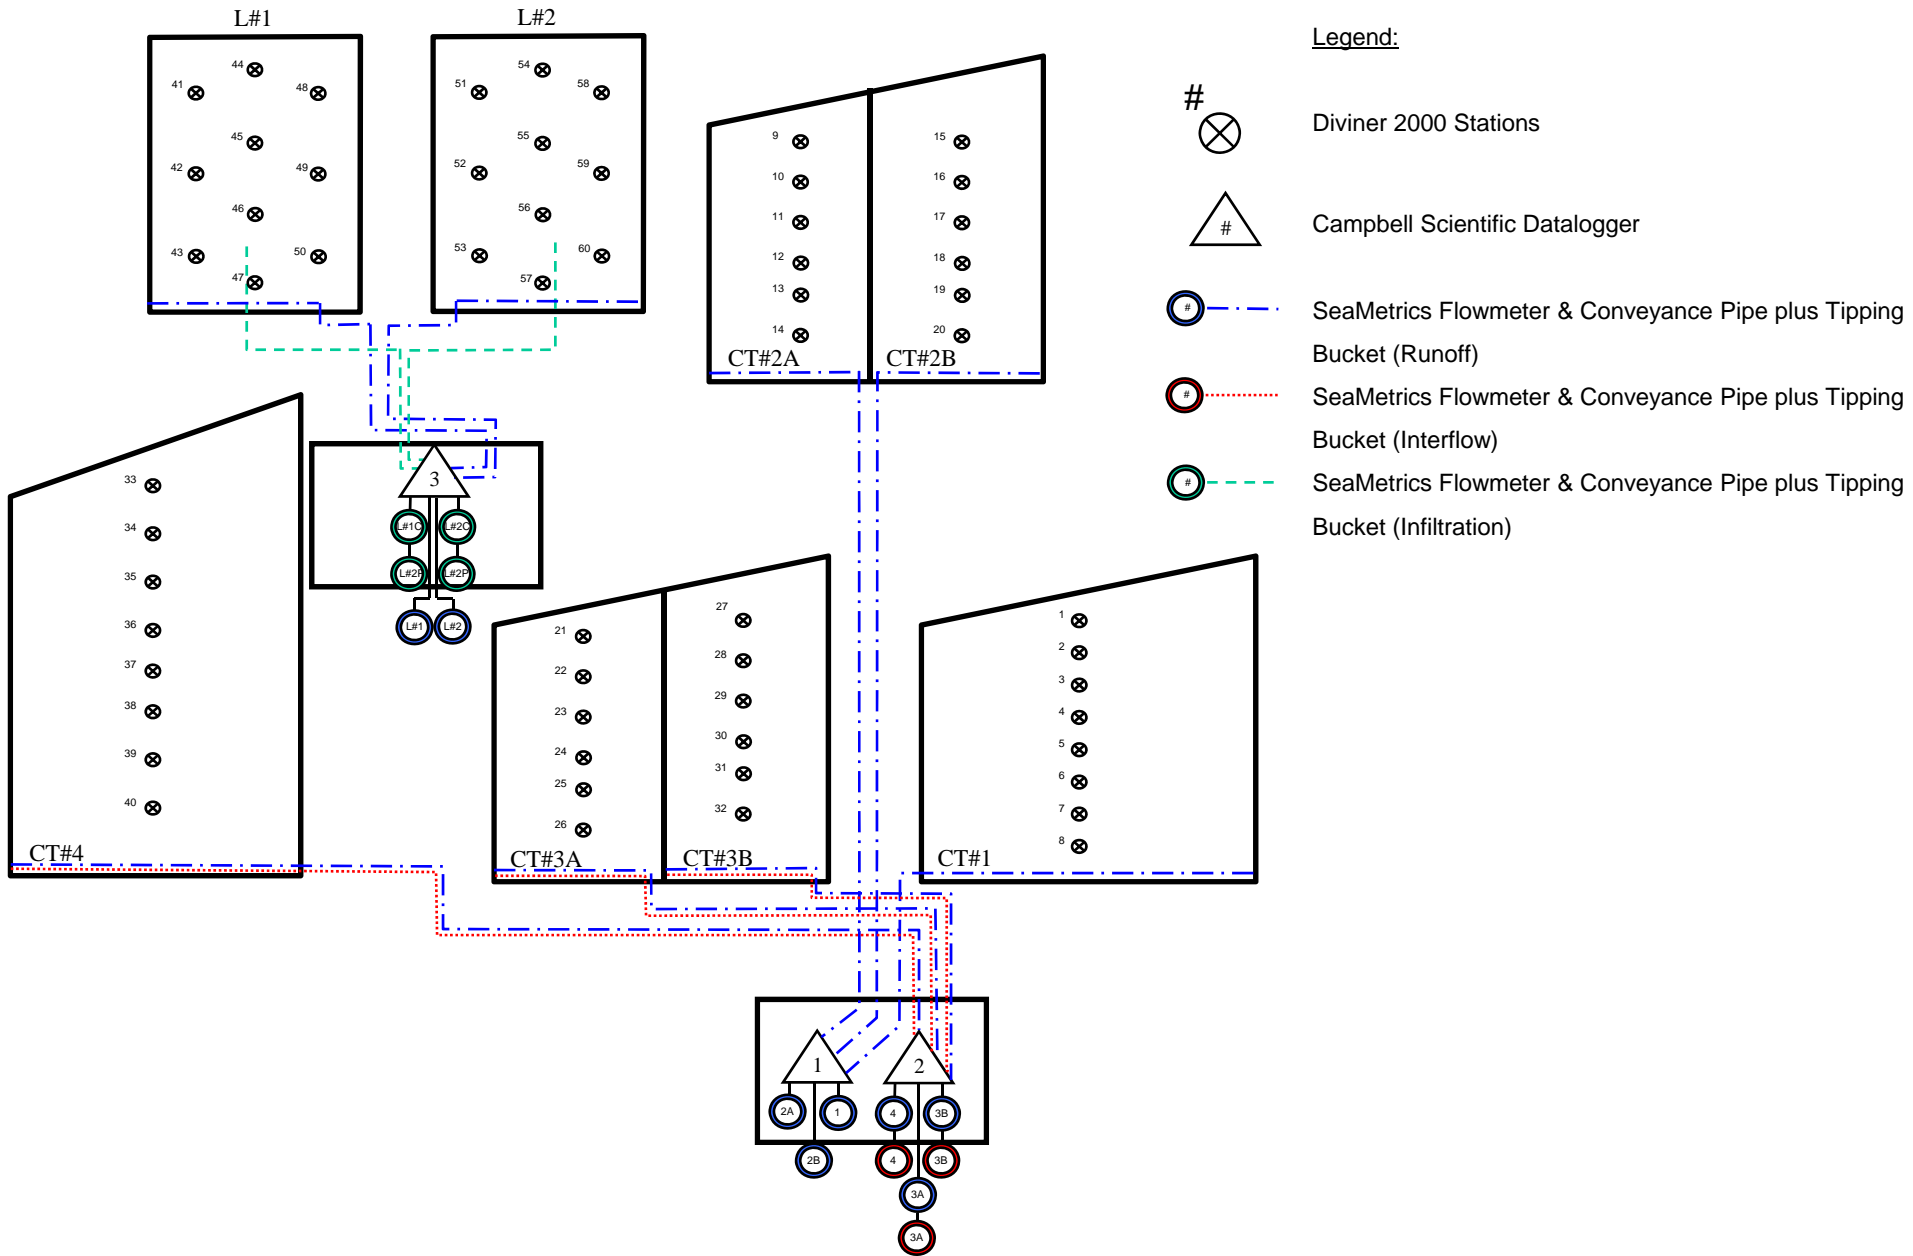 L#1
L#2
44
41
48
45
42
49
46
43
50
47
54
51
58
55
52
59
56
53
60
57
9
10
11
12
13
14
CT#2A
15
16
17
18
19
20
CT#2B
Legend:
#
Diviner 2000 Stations
#
Campbell Scientific Datalogger
#
SeaMetrics Flowmeter & Conveyance Pipe plus Tipping
Bucket (Runoff)
#
SeaMetrics Flowmeter & Conveyance Pipe plus Tipping
Bucket (Interflow)
#
SeaMetrics Flowmeter & Conveyance Pipe plus Tipping
Bucket (Infiltration)
33
34
35
36
37
38
39
40
CT#4
3
L#1C
L#2C
L#2P
L#2P
L#1
L#2
21
22
23
24
25
26
CT#3A
27
28
29
30
31
32
CT#3B
1
2
3
4
5
6
7
8
CT#1
1
2
2A
1
4
3B
2B
4
3B
3A
3A